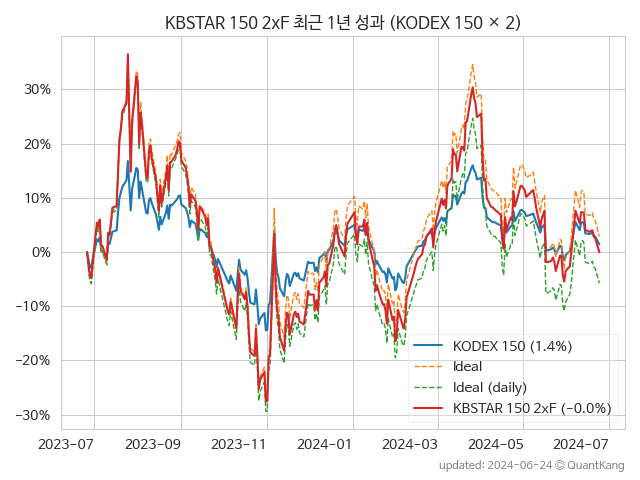 KBSTAR 150 2xF 최근 1년 성과 (KODEX 150 × 2)
30%
20%
10%
0%
−10%
−20%
−30%
KODEX 150 (1.4%)
Ideal
Ideal (daily)
KBSTAR 150 2xF (−0.0%)
2023-07 2023-09 2023-11 2024-01 2024-03 2024-05 2024-07
updated: 2024-06-24 © QuantKang